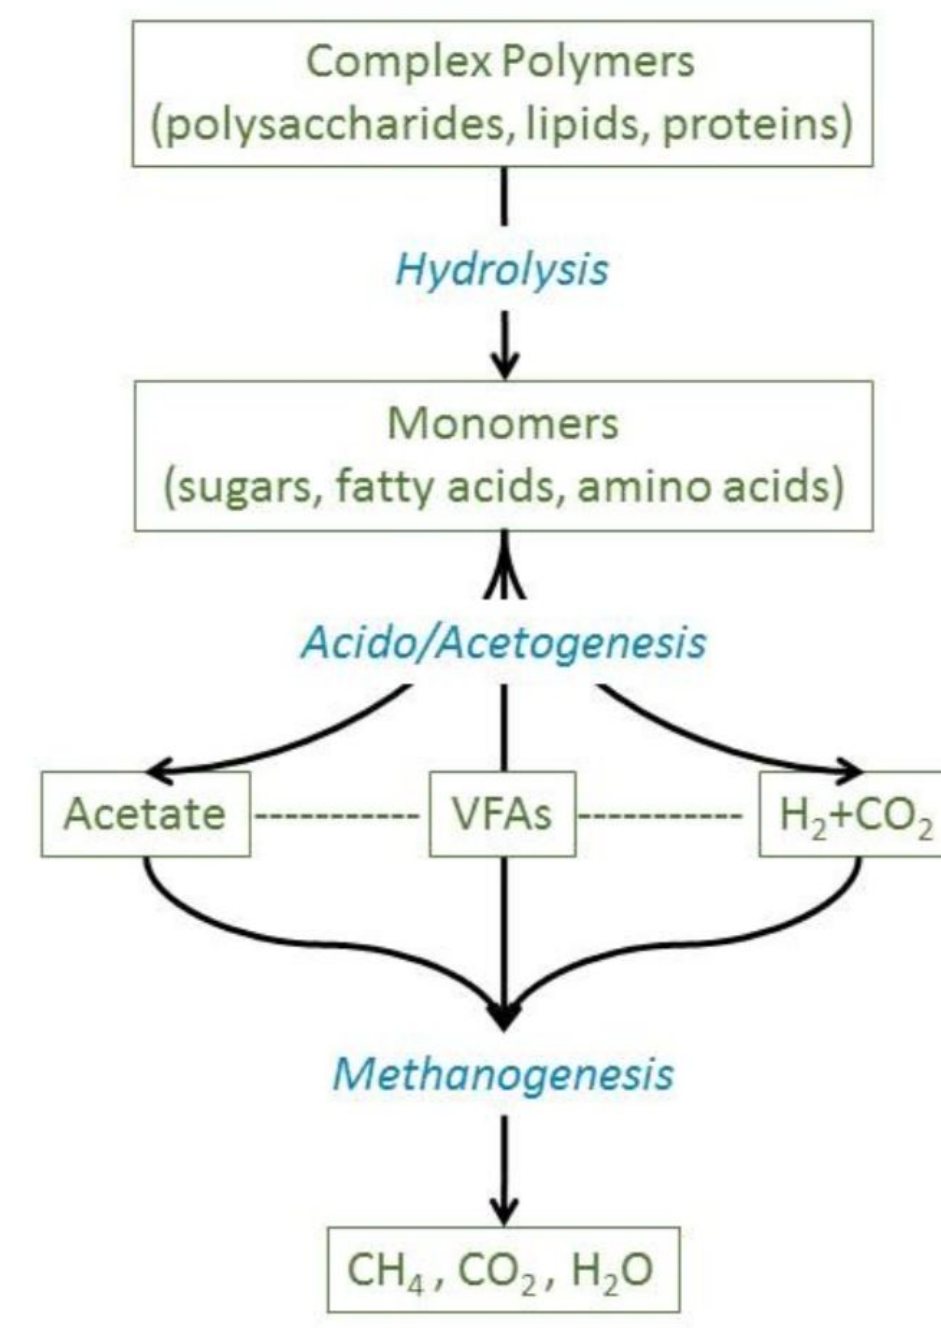 Complex Polymers
(polysaccharides, lipids, proteins)
Hydrolysis
Monomers
(sugars, fatty acids, amino acids)
Acido/Acetogenesis
Acetate
VFAs
H₂+CO₂
Methanogenesis
CH₄, CO₂, H₂O